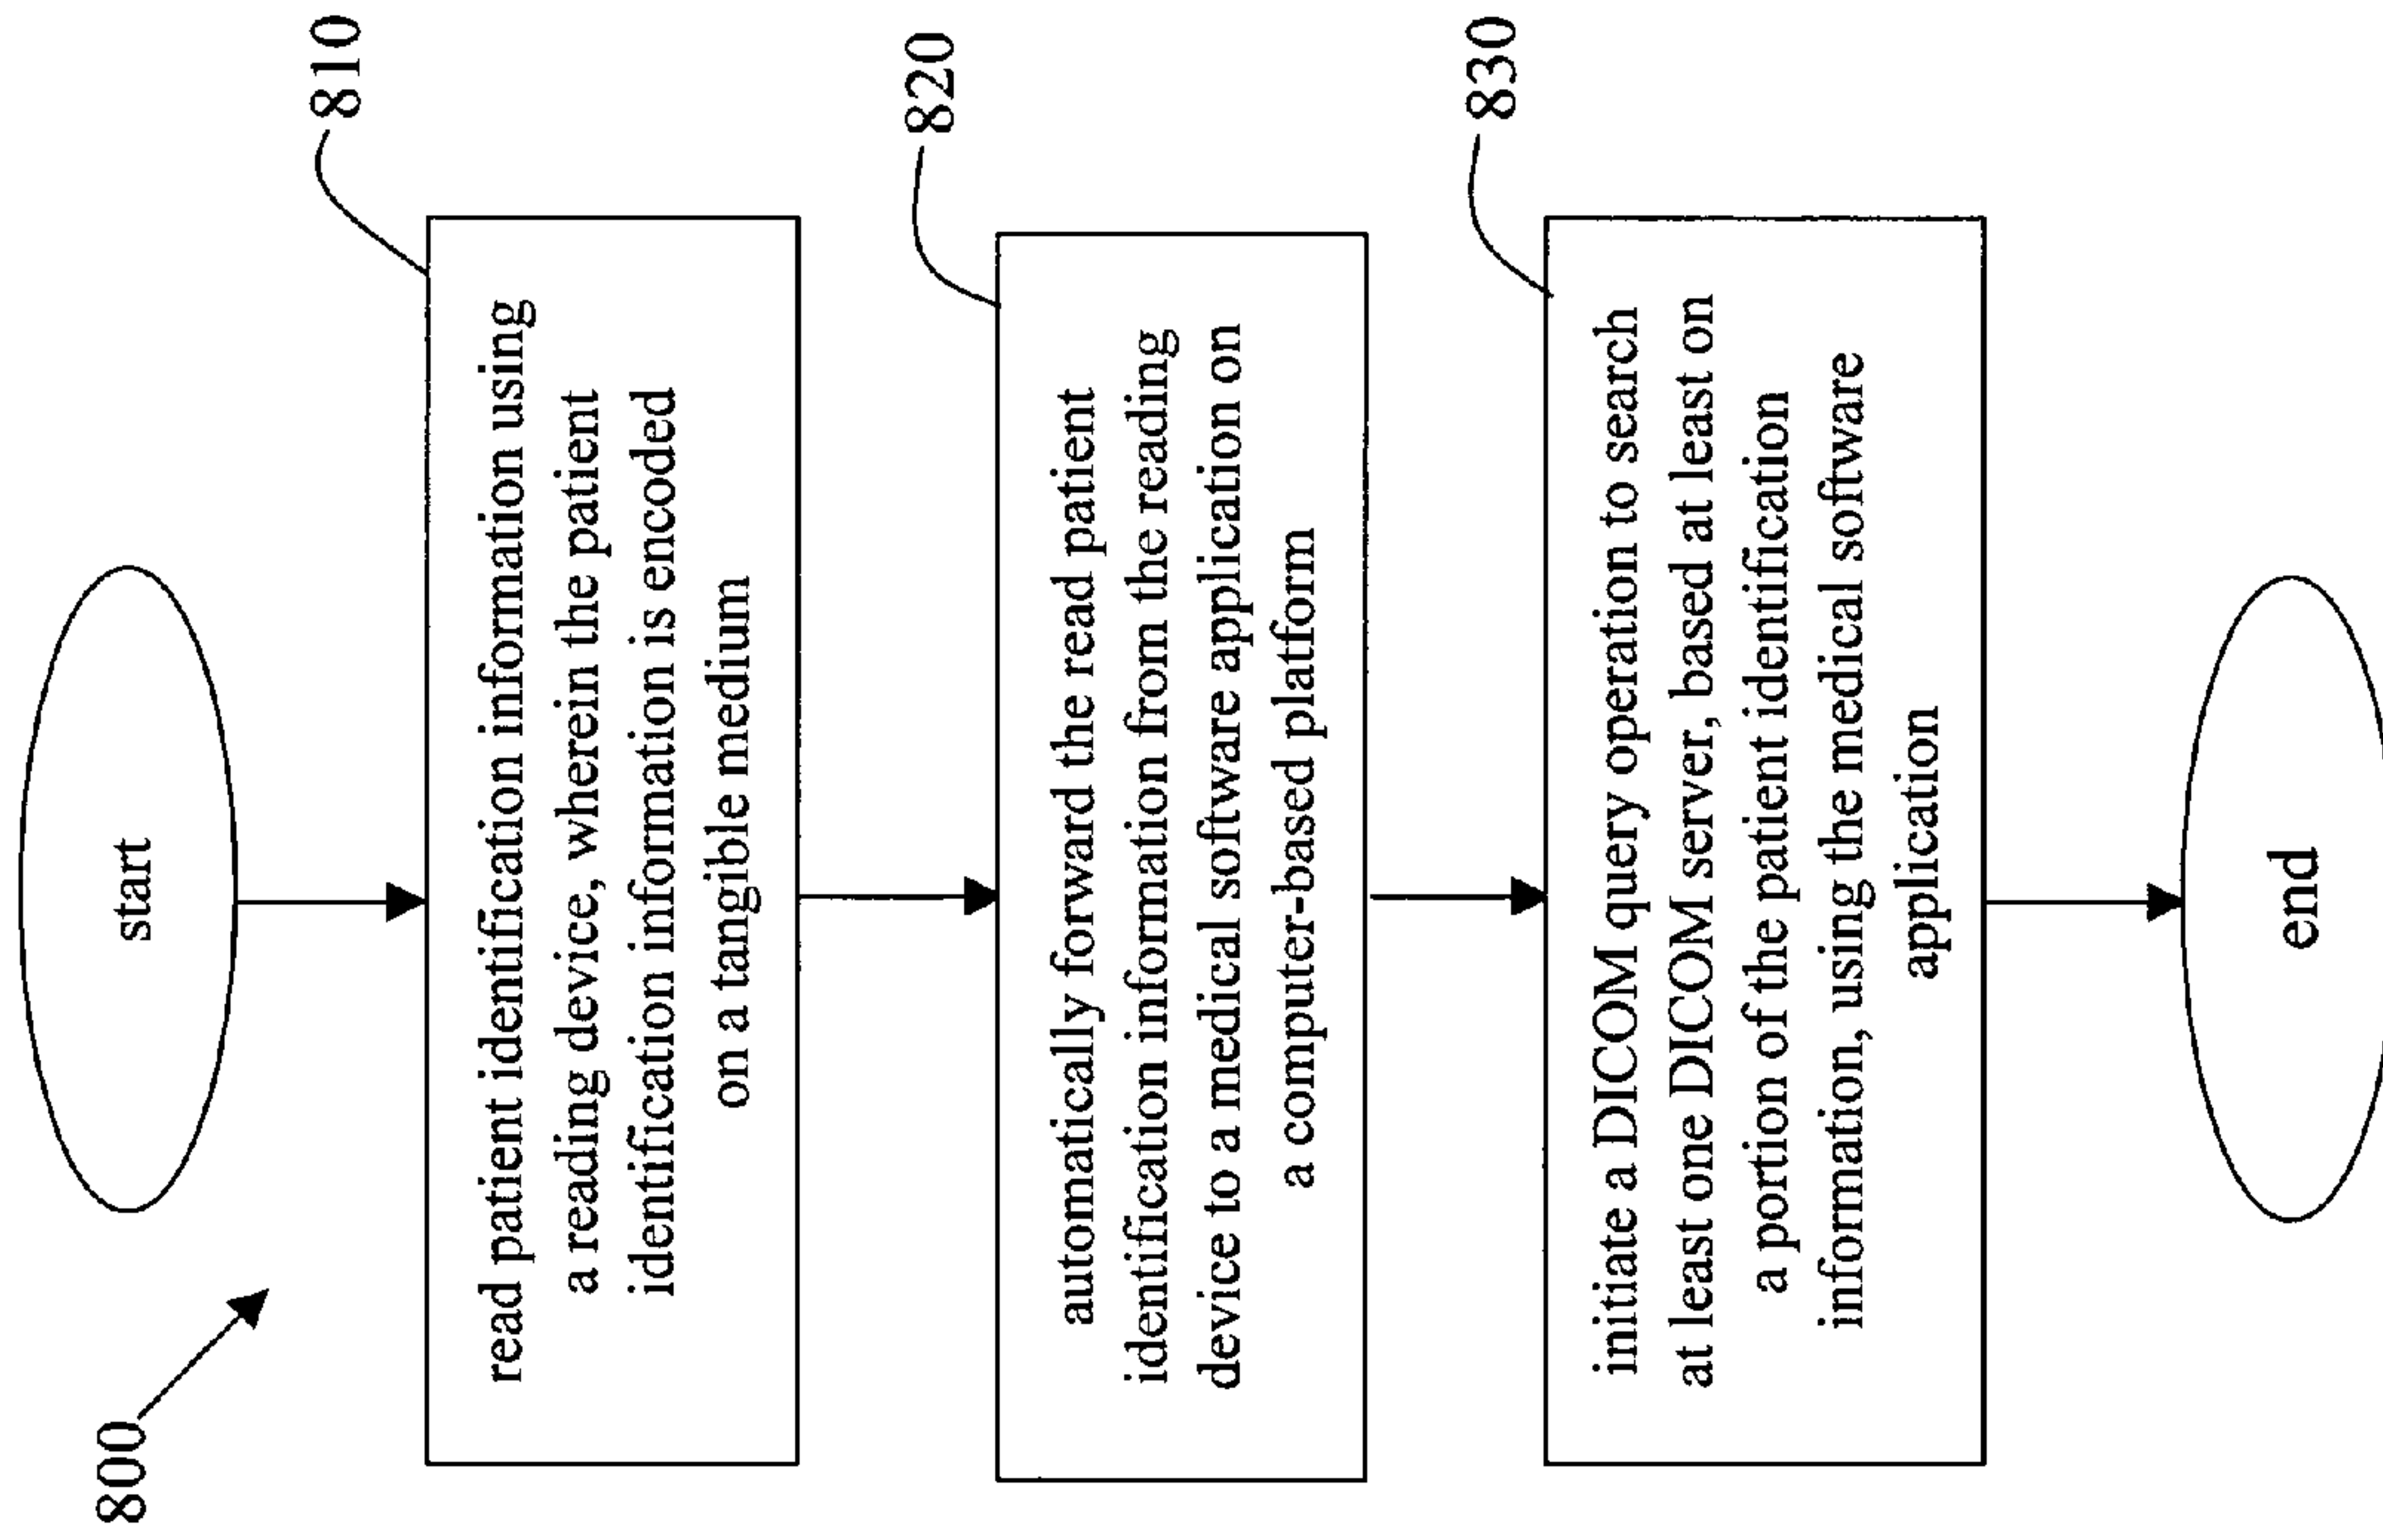 800
start
810
read patient identification information using
a reading device, wherein the patient
identification information is encoded
on a tangible medium
820
automatically forward the read patient
identification information from the reading
device to a medical software application on
a computer-based platform
830
initiate a DICOM query operation to search
at least one DICOM server, based at least on
a portion of the patient identification
information, using the medical software
application
end